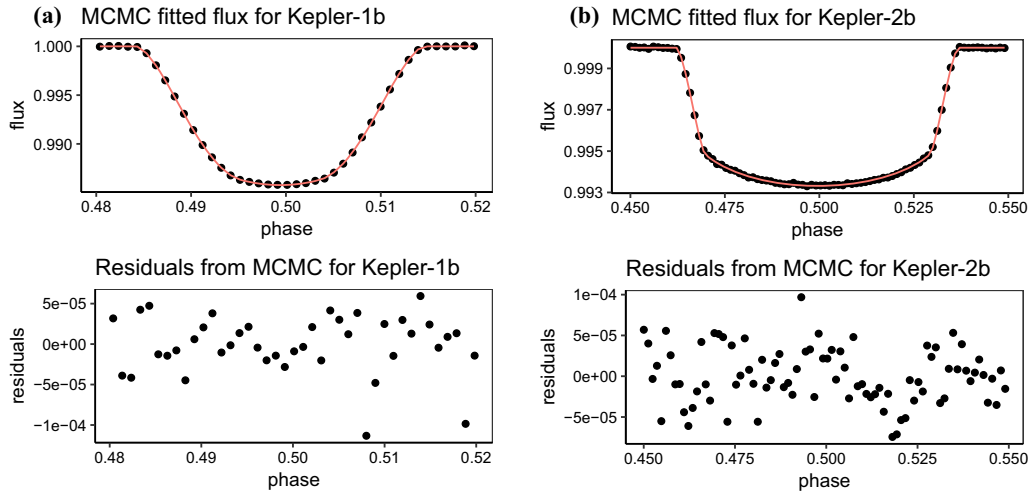 (a) MCMC fitted flux for Kepler-1b
1.000
0.995
0.990
flux
0.48 0.49 0.50 0.51 0.52
phase
Residuals from MCMC for Kepler-1b
5e−05
0e+00
−5e−05
−1e−04
residuals
0.48 0.49 0.50 0.51 0.52
phase
(b) MCMC fitted flux for Kepler-2b
0.999
0.997
0.995
0.993
flux
0.450 0.475 0.500 0.525 0.550
phase
Residuals from MCMC for Kepler-2b
1e−04
5e−05
0e+00
−5e−05
residuals
0.450 0.475 0.500 0.525 0.550
phase